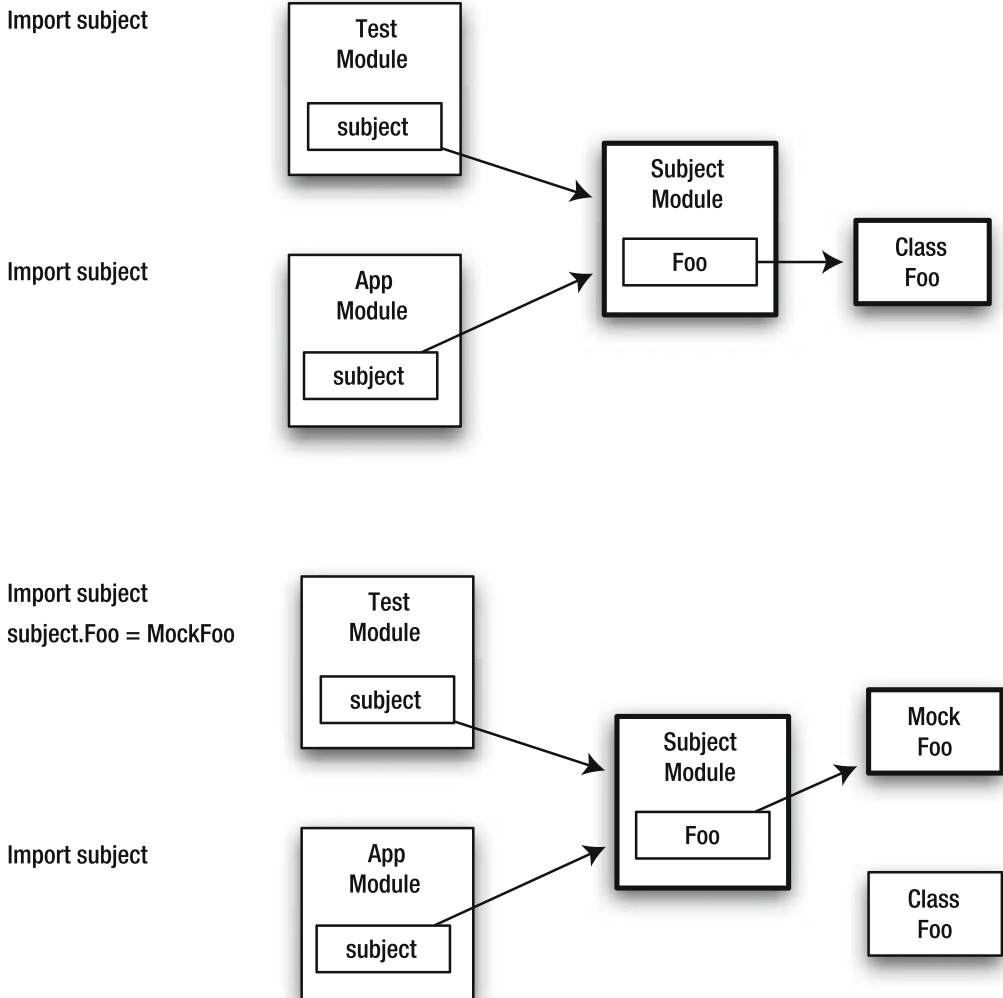 Import subject
Test
Module
subject
Subject
Module
Foo
Class
Foo
Import subject
App
Module
subject
Import subject
subject.Foo = MockFoo
Test
Module
subject
Subject
Module
Foo
Mock
Foo
Import subject
App
Module
subject
Class
Foo